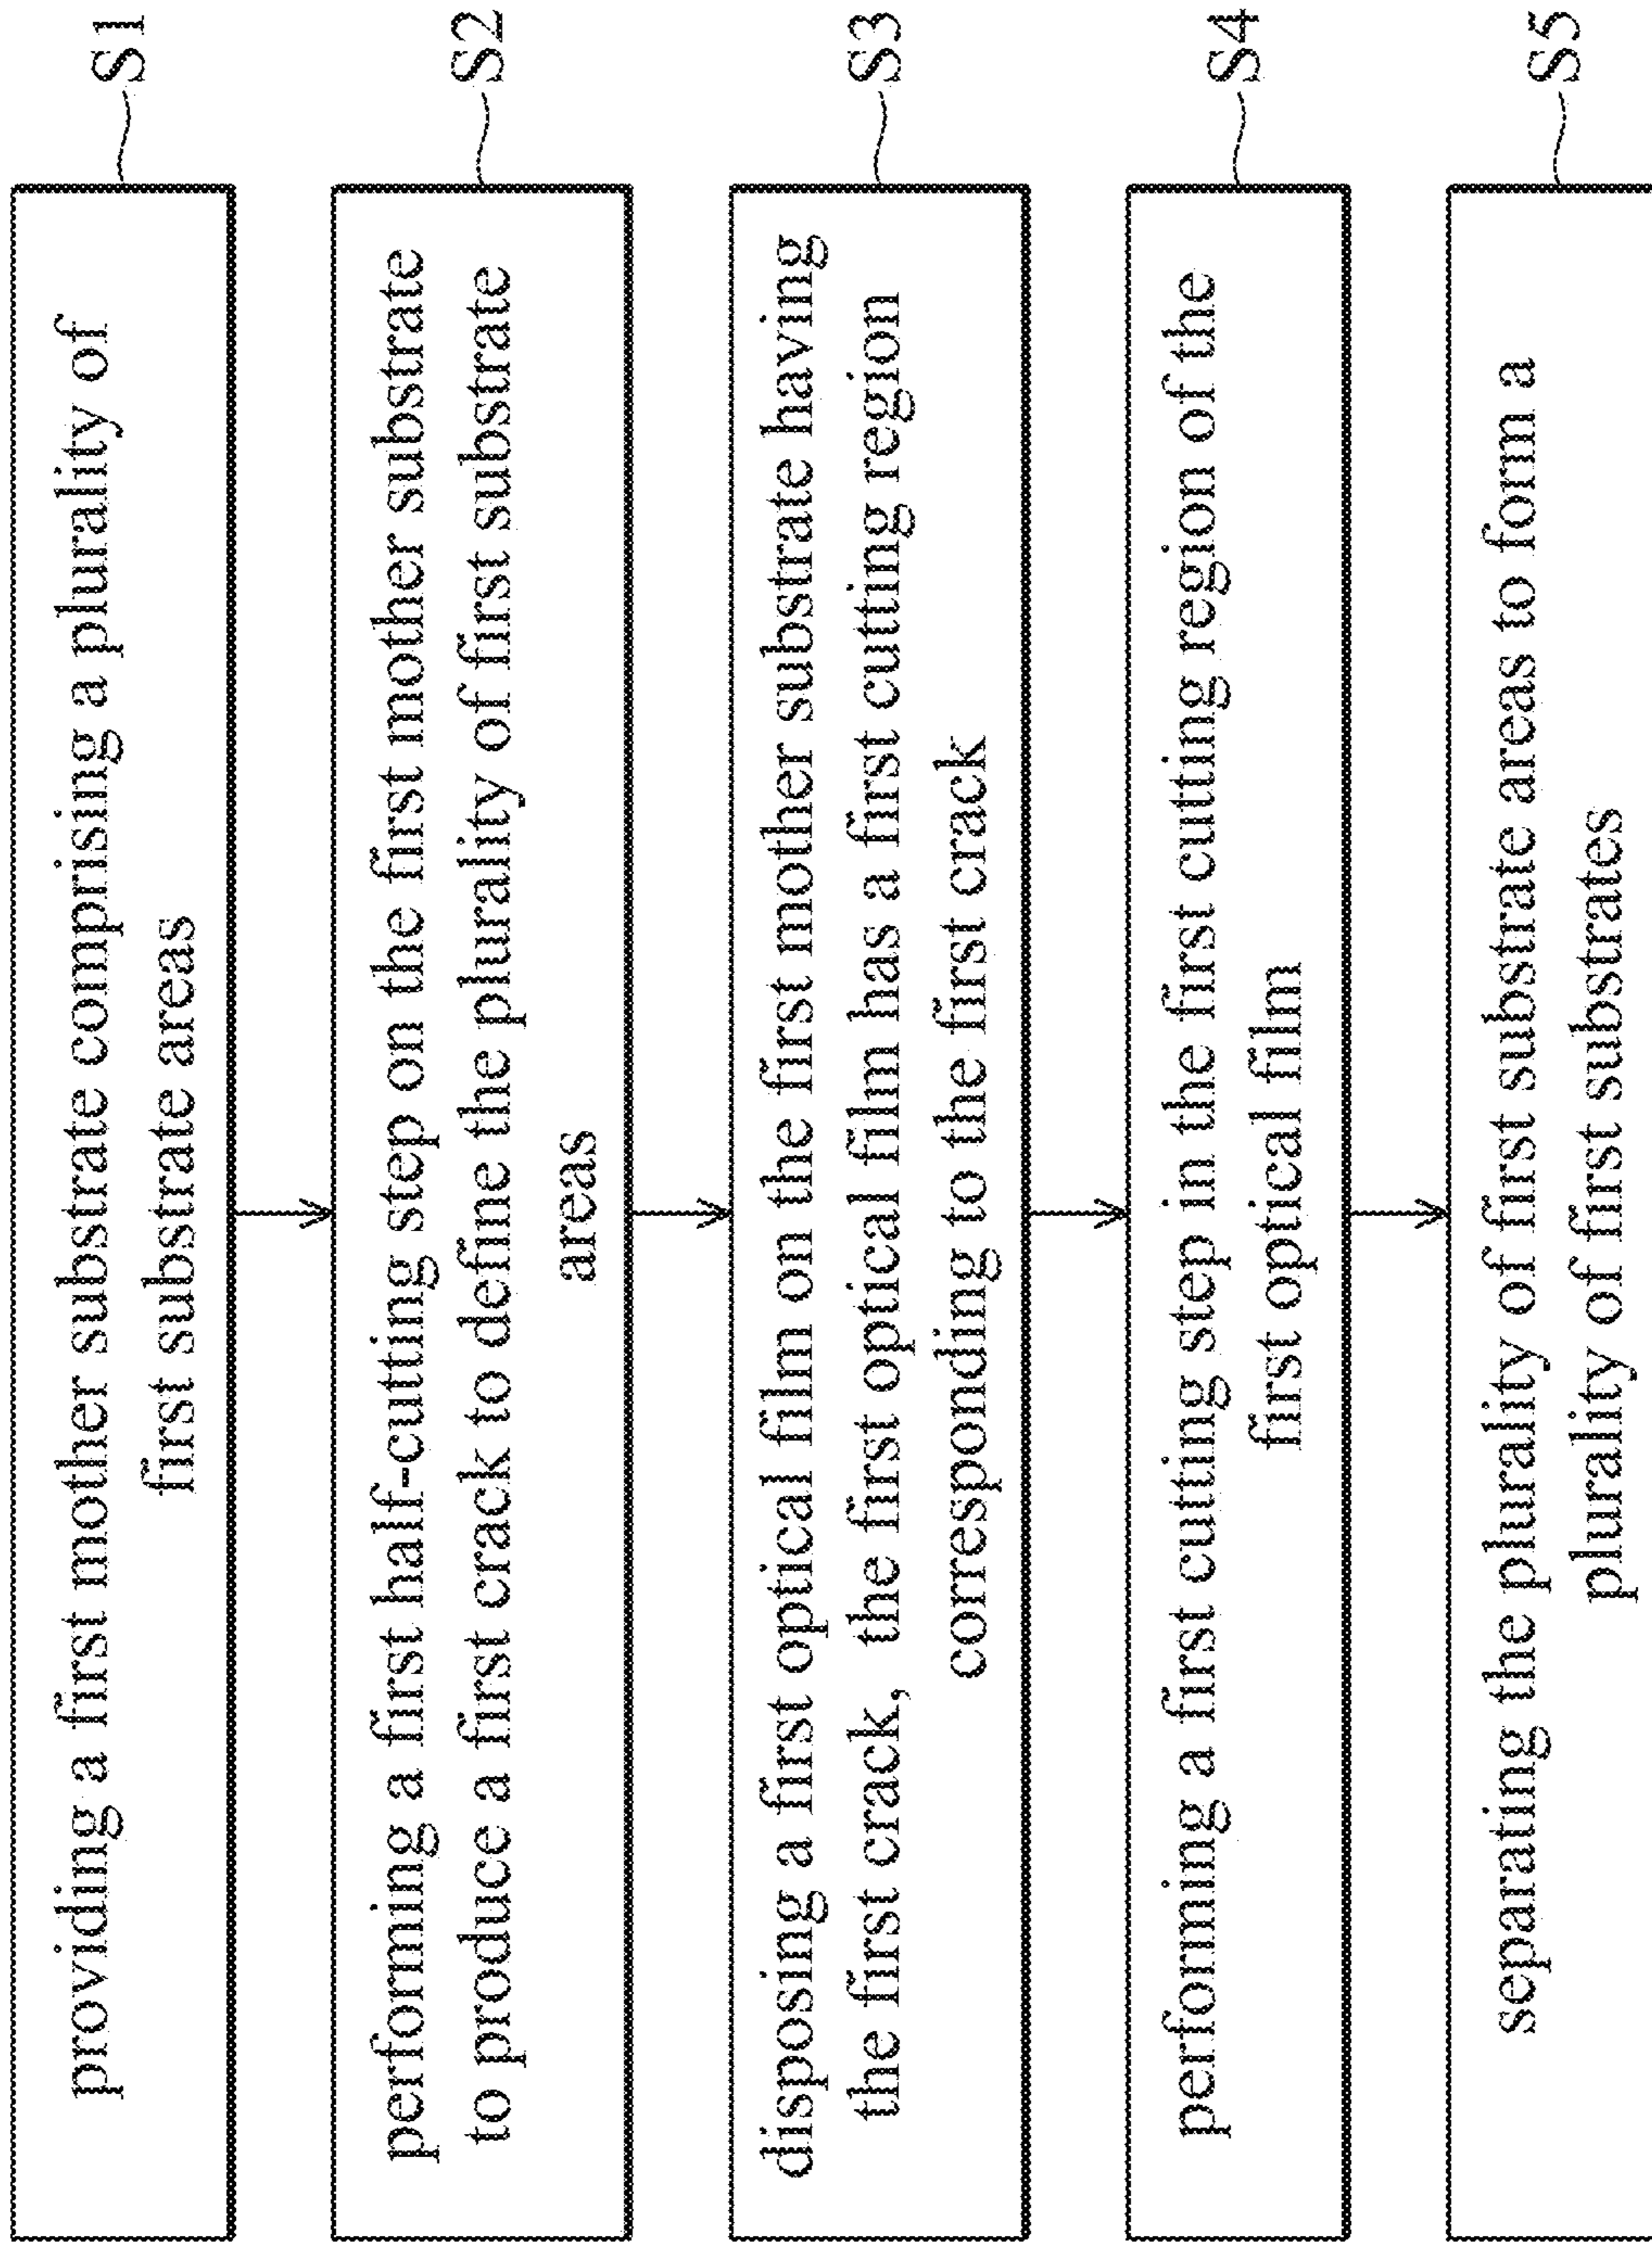 providing a first mother substrate comprising a plurality of
first substrate areas
S1
performing a first half-cutting step on the first mother substrate
to produce a first crack to define the plurality of first substrate
areas
S2
disposing a first optical film on the first mother substrate having
the first crack, the first optical film has a first cutting region
corresponding to the first crack
S3
performing a first cutting step in the first cutting region of the
first optical film
S4
separating the plurality of first substrate areas to form a
plurality of first substrates
S5